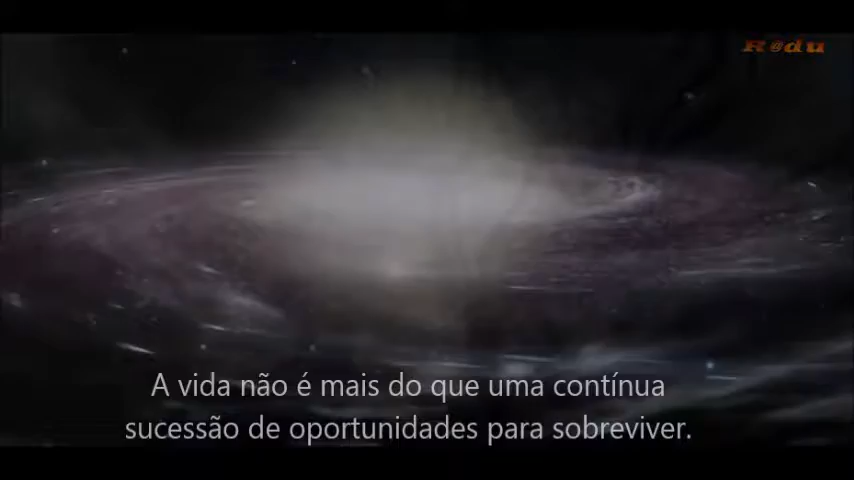 R@du
A vida não é mais do que uma contínua
sucessão de oportunidades para sobreviver.